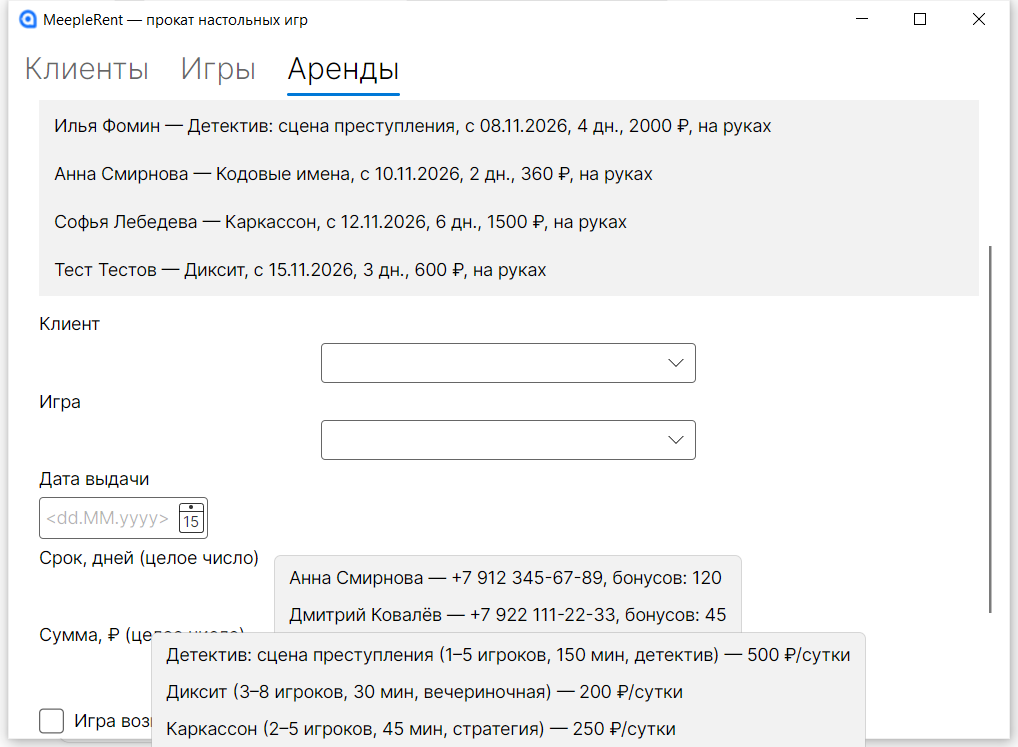 MeepleRent — прокат настольных игр
Клиенты Игры Аренды
Илья Фомин — Детектив: сцена преступления, с 08.11.2026, 4 дн., 2000 ₽, на руках
Анна Смирнова — Кодовые имена, с 10.11.2026, 2 дн., 360 ₽, на руках
Софья Лебедева — Каркассон, с 12.11.2026, 6 дн., 1500 ₽, на руках
Тест Тестов — Диксит, с 15.11.2026, 3 дн., 600 ₽, на руках
Клиент
Игра
Дата выдачи
<dd.MM.yyyy> 15
Срок, дней (целое число)
Анна Смирнова — +7 912 345-67-89, бонусов: 120
Дмитрий Ковалёв — +7 922 111-22-33, бонусов: 45
Сумма, ₽ (целое число)
Детектив: сцена преступления (1–5 игроков, 150 мин, детектив) — 500 ₽/сутки
Диксит (3–8 игроков, 30 мин, вечериночная) — 200 ₽/сутки
Игра
Каркассон (2–5 игроков, 45 мин, стратегия) — 250 ₽/сутки